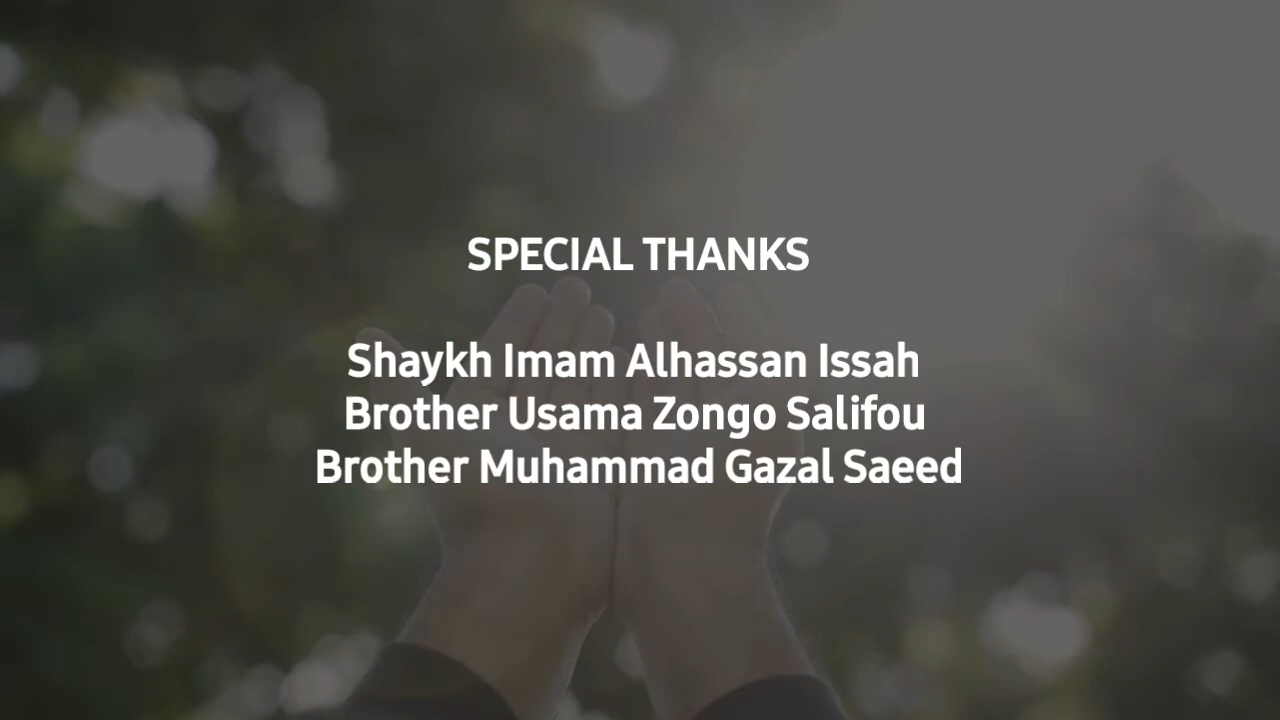 SPECIAL THANKS
Shaykh Imam Alhassan Issah
Brother Usama Zongo Salifou
Brother Muhammad Gazal Saeed